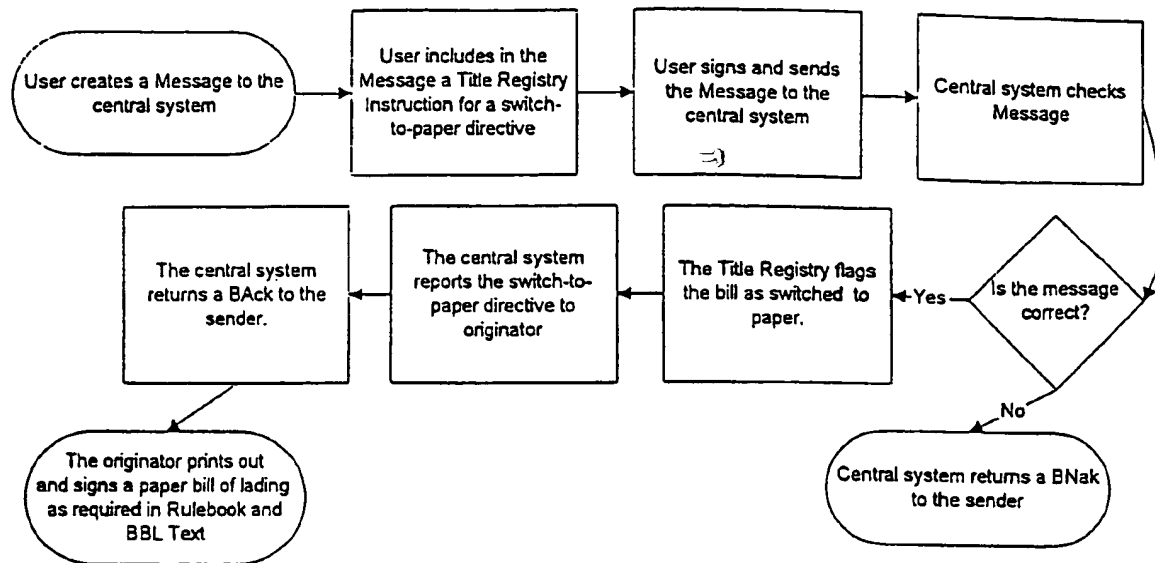 User creates a Message to the
central system
User includes in the
Message a Title Registry
Instruction for a switch-
to-paper directive
User signs and sends
the Message to the
central system
Central system checks
Message
Is the message
correct?
Yes
The Title Registry flags
the bill as switched to
paper.
The central system
reports the switch-to-
paper directive to
originator
The central system
returns a BAck to the
sender.
The originator prints out
and signs a paper bill of lading
as required in Rulebook and
BBL Text
No
Central system returns a BNak
to the sender